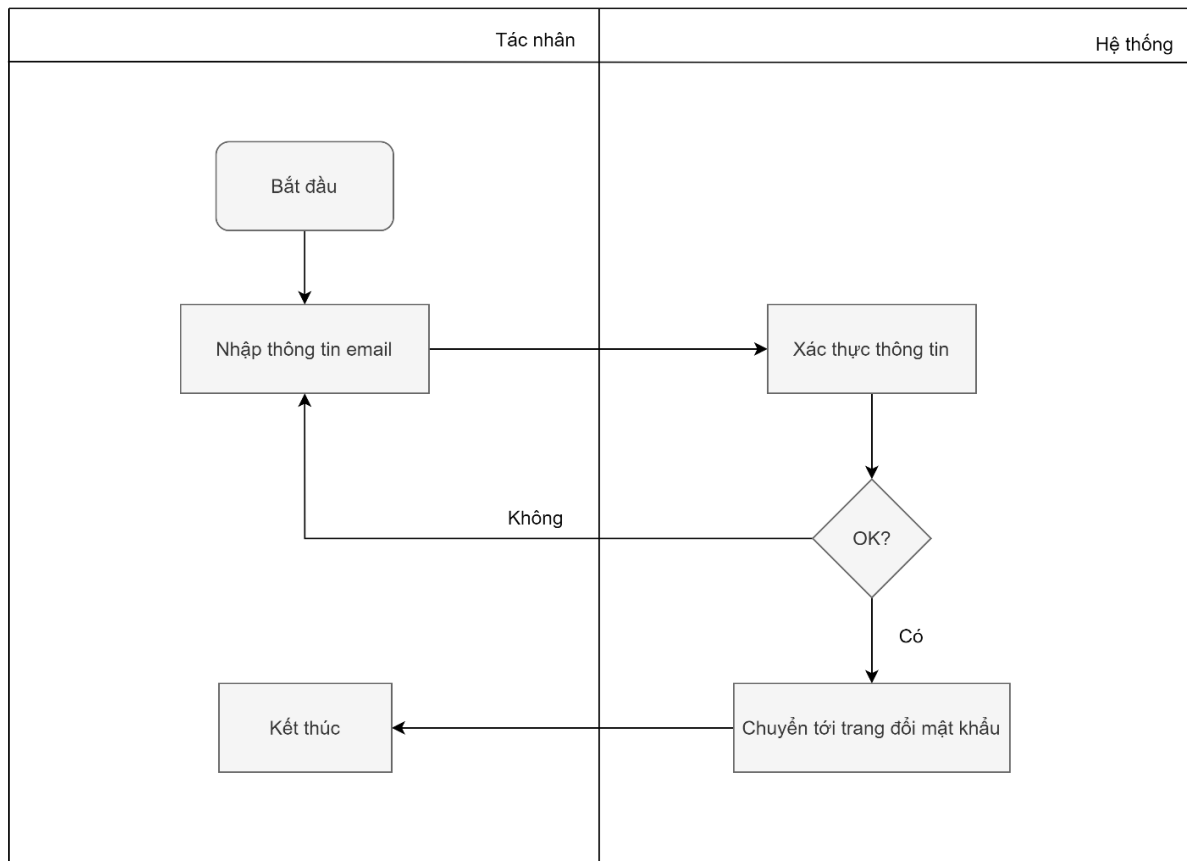 Tác nhân
Hệ thống
Bắt đầu
Nhập thông tin email
Xác thực thông tin
Không
OK?
Có
Kết thúc
Chuyển tới trang đổi mật khẩu